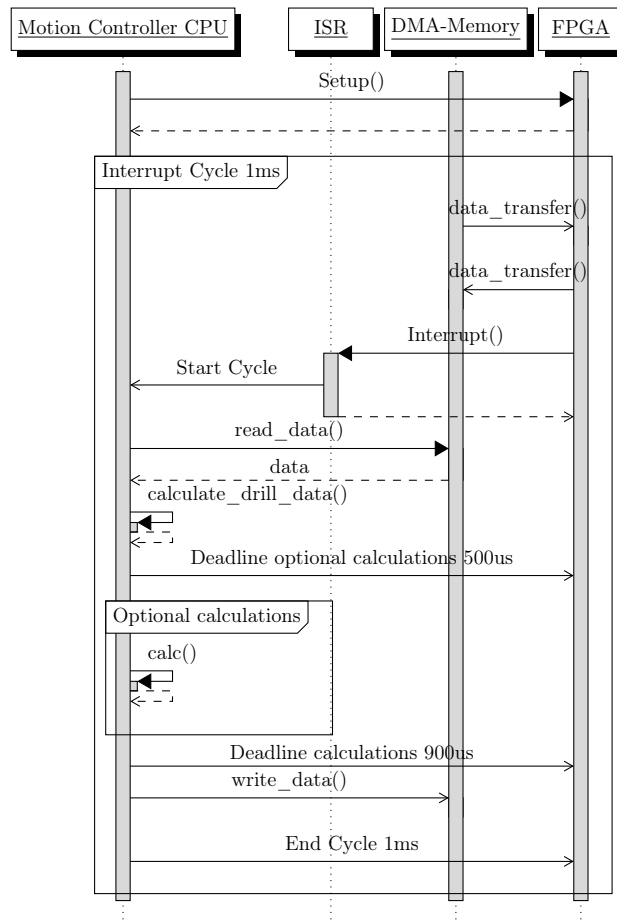 Motion Controller CPU
ISR
DMA-Memory
FPGA
Setup()
Interrupt Cycle 1ms
data_transfer()
data_transfer()
Interrupt()
Start Cycle
read_data()
data
calculate_drill_data()
Deadline optional calculations 500us
Optional calculations
calc()
Deadline calculations 900us
write_data()
End Cycle 1ms